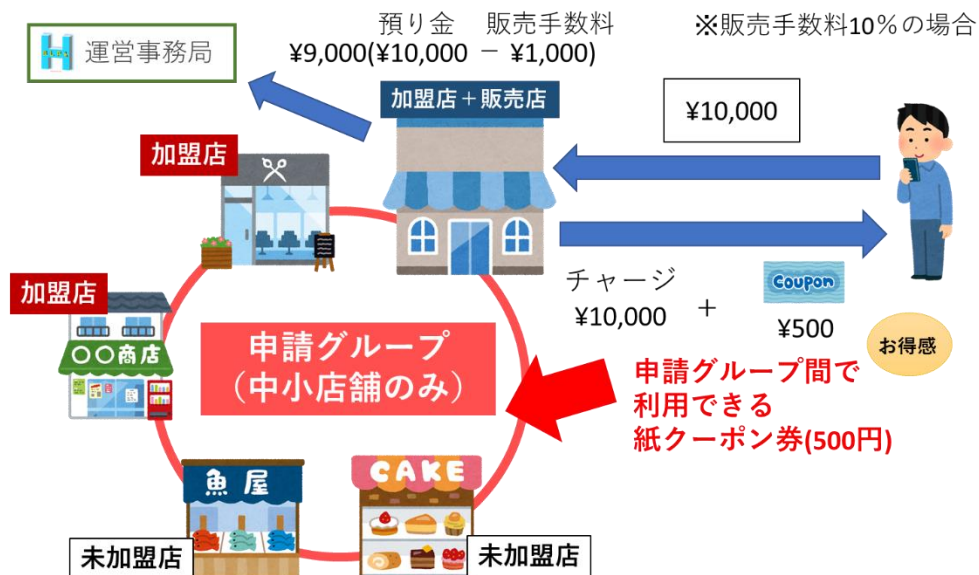 預り金 販売手数料
¥9,000(¥10,000 － ¥1,000)
※販売手数料10％の場合
H
運営事務局
加盟店＋販売店
¥10,000
加盟店
加盟店
〇〇商店
チャージ
¥10,000
+
Coupon
¥500
お得感
申請グループ
（中小店舗のみ）
申請グループ間で
利用できる
紙クーポン券(500円)
魚屋
CAKE
未加盟店
未加盟店